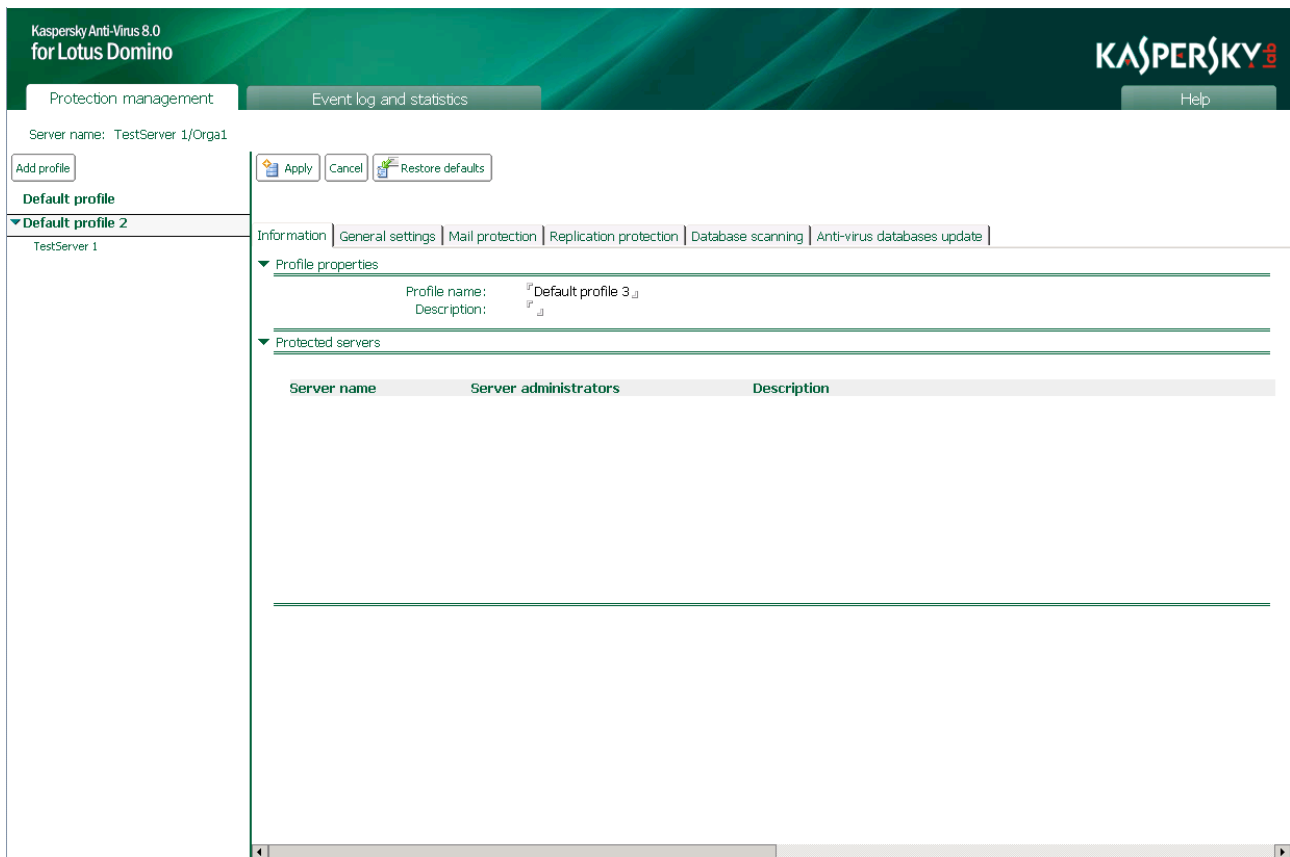 Kaspersky Anti-Virus 8.0
for Lotus Domino
KASPERSKY lab
Protection management
Event log and statistics
Help
Server name: TestServer 1/Orga1
Add profile
Apply
Cancel
Restore defaults
Default profile
Default profile 2
TestServer 1
Information
General settings
Mail protection
Replication protection
Database scanning
Anti-virus databases update
Profile properties
Profile name: Default profile 3
Description:
Protected servers
Server name Server administrators Description